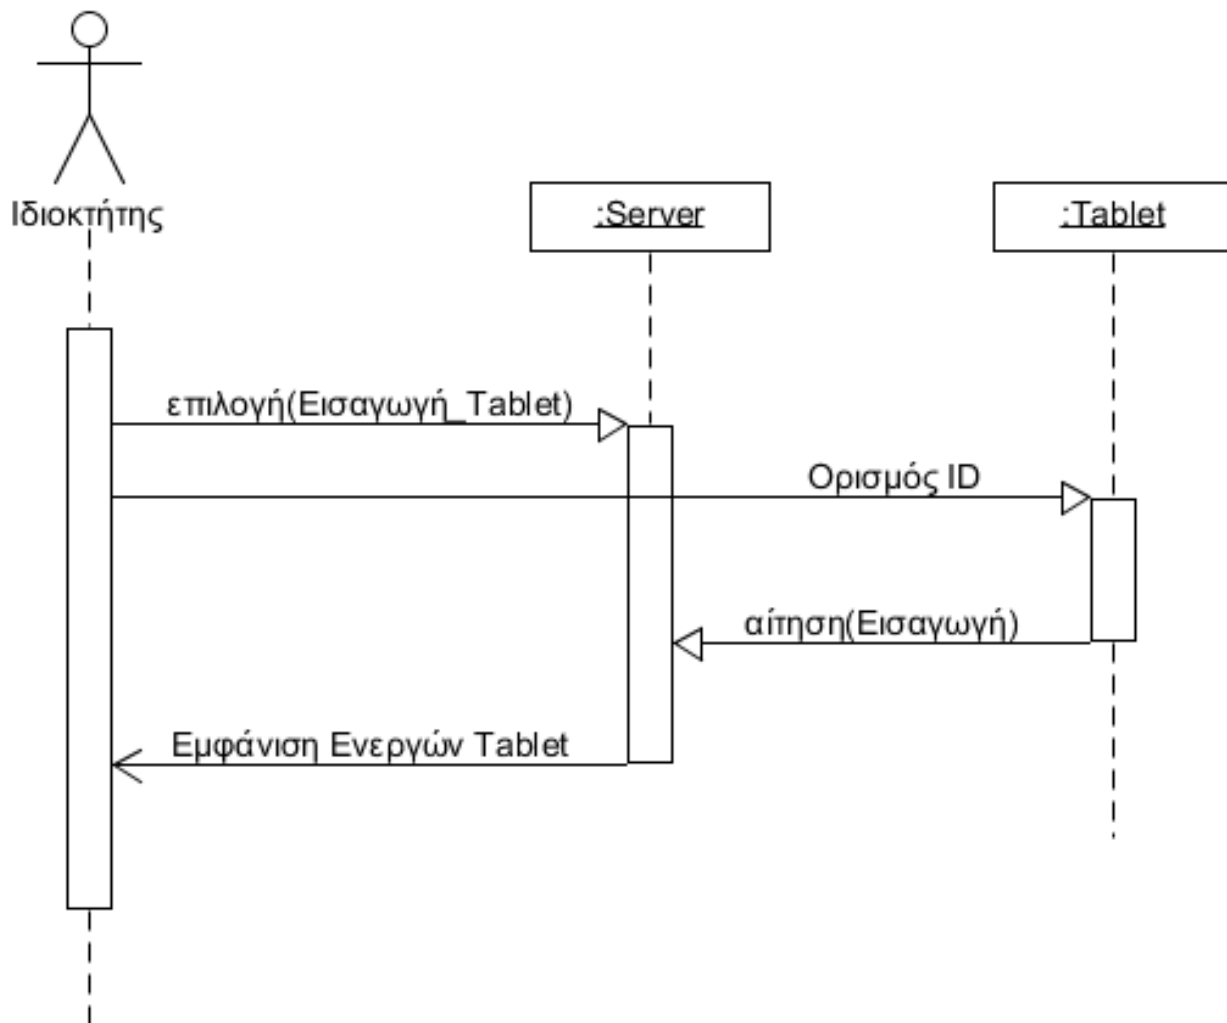 Ιδιοκτήτης
:Server
:Tablet
επιλογή(Εισαγωγή_Tablet)
Ορισμός ID
αίτηση(Εισαγωγή)
Εμφάνιση Ενεργών Tablet